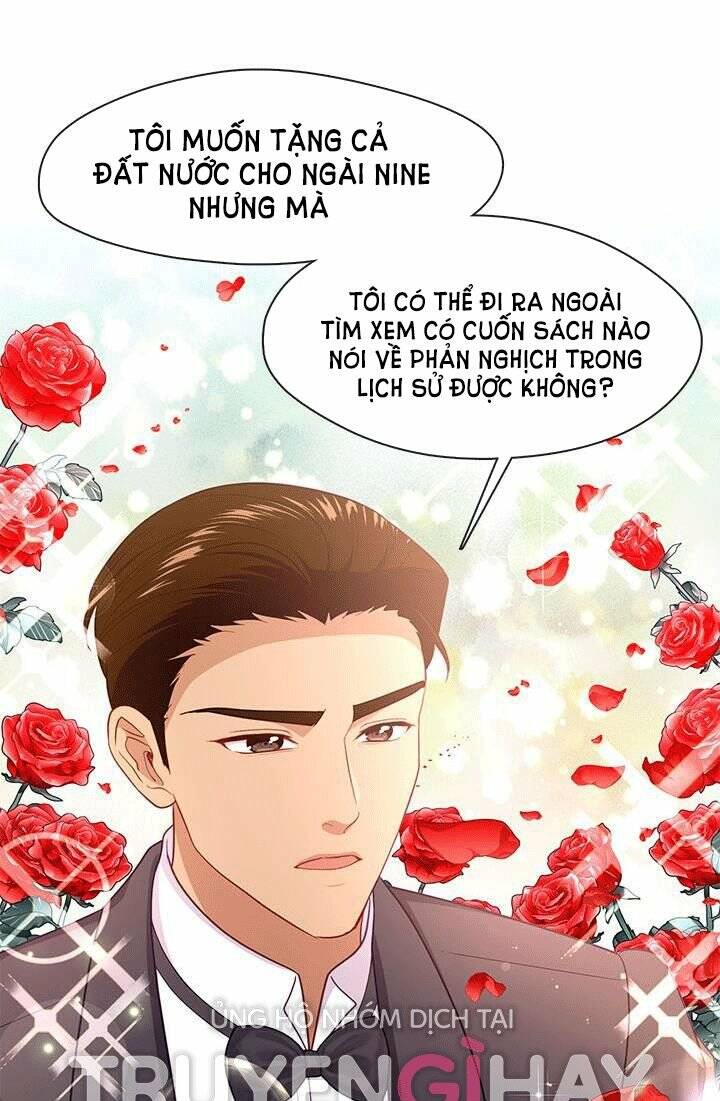 TÔI MUỐN TẶNG CẢ
ĐẤT NƯỚC CHO NGÀI NINE
NHƯNG MÀ
TÔI CÓ THỂ ĐI RA NGOÀI
TÌM XEM CÓ CUỐN SÁCH NÀO
NÓI VỀ PHẢN NGHỊCH TRONG
LỊCH SỬ ĐƯỢC KHÔNG?
ỦNG HỘ NHÓM DỊCH TẠI
TRUYENGIHAY